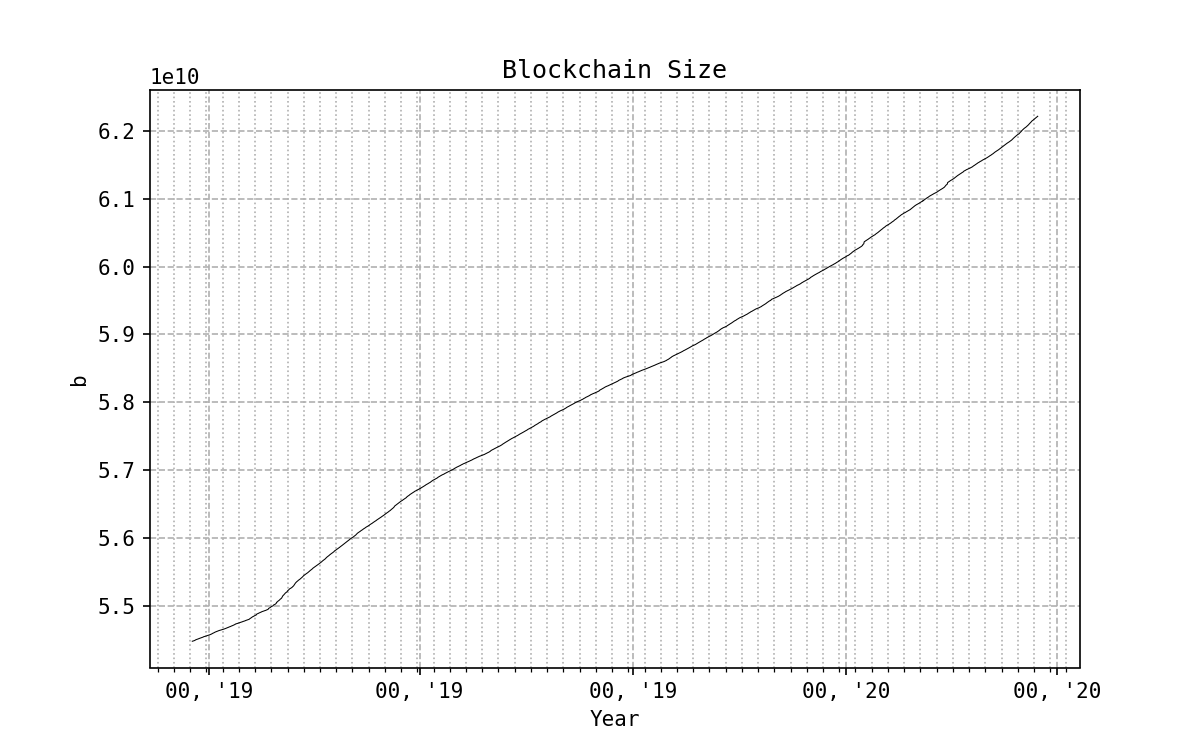 Blockchain Size
1e10
6.2
6.1
6.0
5.9
5.8
5.7
5.6
5.5
b
00, '19 00, '19 00, '19 00, '20 00, '20
Year